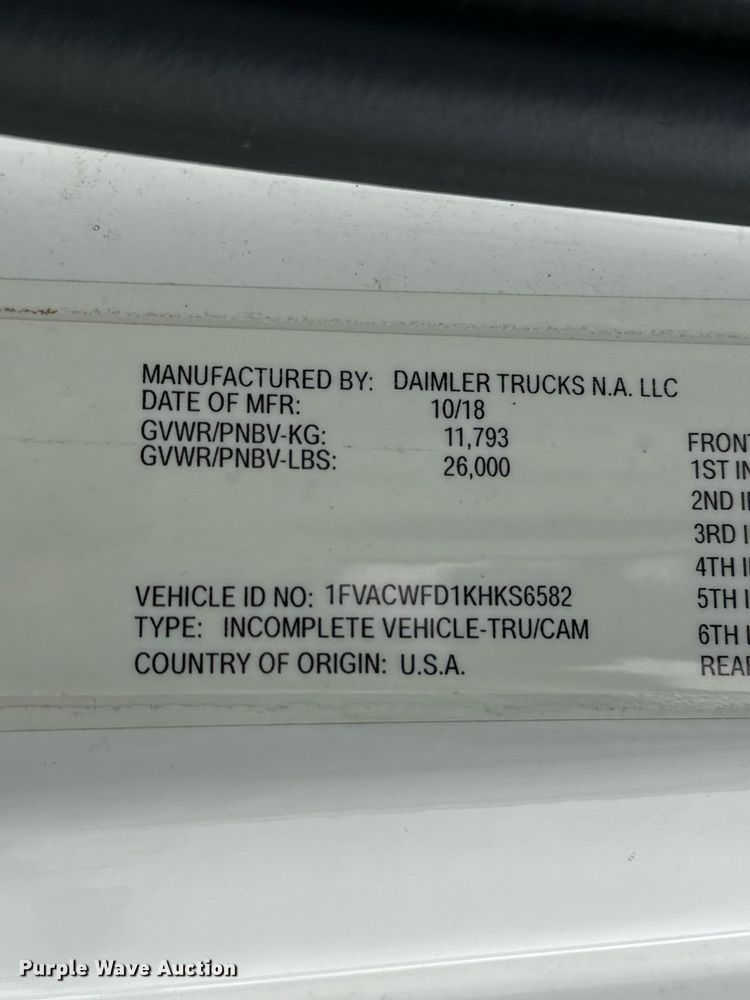 MANUFACTURED BY: DAIMLER TRUCKS N.A. LLC
DATE OF MFR: 10/18
GVWR/PNBV-KG: 11,793
GVWR/PNBV-LBS: 26,000
VEHICLE ID NO: 1FVACWFD1KHKS6582
TYPE: INCOMPLETE VEHICLE-TRU/CAM
COUNTRY OF ORIGIN: U.S.A.
FRONT
1ST IN
2ND I
3RD I
4TH I
5TH I
6TH I
REAR
Purple Wave Auction